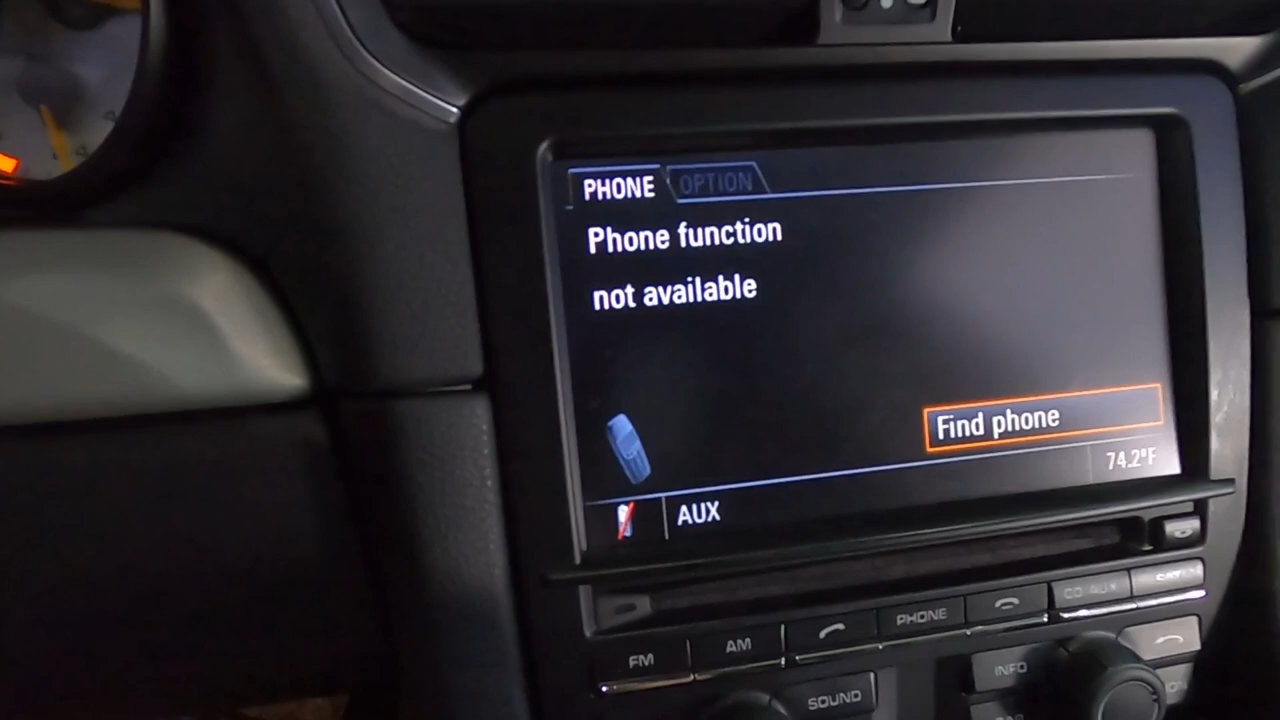 PHONE OPTION
Phone function
not available
Find phone
74.2°F
AUX
FM AM PHONE CD AUX
SOUND INFO